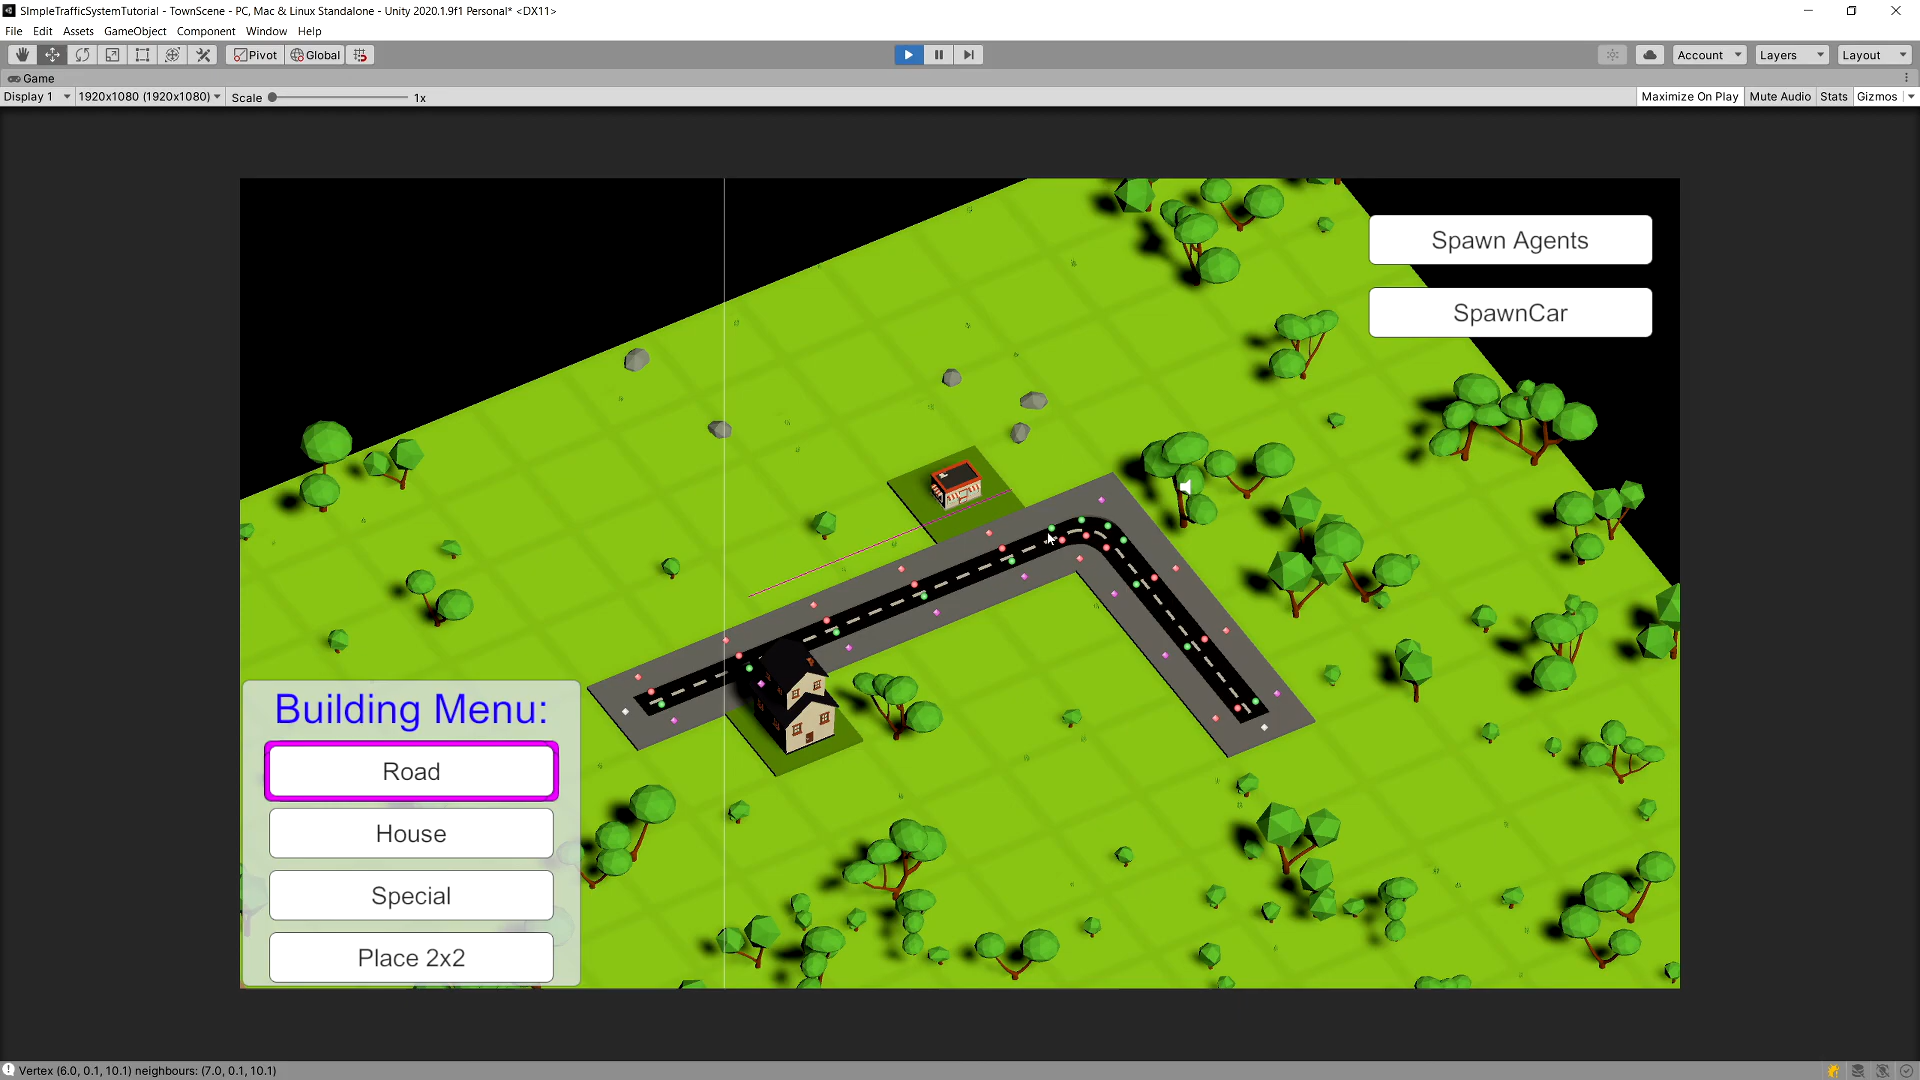 SImpleTrafficSystemTutorial - TownScene - PC, Mac & Linux Standalone - Unity 2020.1.9f1 Personal* <DX11>
File Edit Assets GameObject Component Window Help
Pivot Global Account Layers Layout
Game
Display 1 1920x1080 (1920x1080) Scale 1x Maximize On Play Mute Audio Stats Gizmos
Spawn Agents
SpawnCar
Building Menu:
Road
House
Special
Place 2x2
Vertex (6.0, 0.1, 10.1) neighbours: (7.0, 0.1, 10.1)